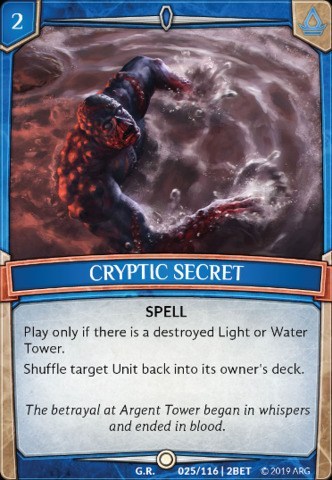 2
CRYPTIC SECRET
SPELL
Play only if there is a destroyed Light or Water
Tower.
Shuffle target Unit back into its owner's deck.
The betrayal at Argent Tower began in whispers
and ended in blood.
G.R. 025/116 | 2BET © 2019 ARG